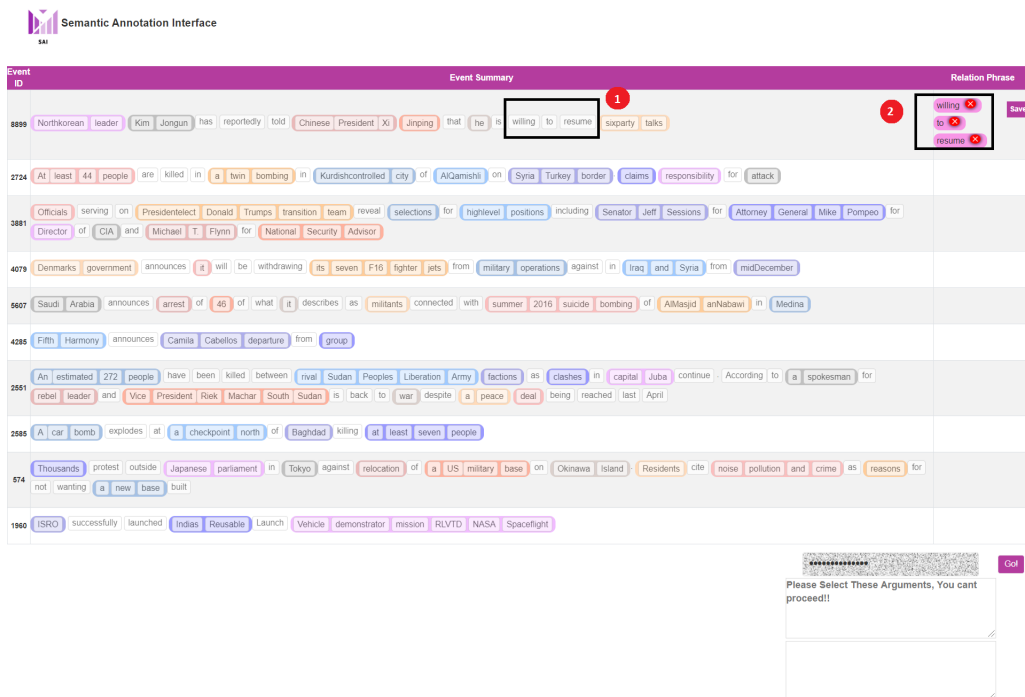 Semantic Annotation Interface
SAI
Event ID Event Summary Relation Phrase
1
2
8899 Northkorean leader Kim Jongun has reportedly told Chinese President Xi Jinping that he is willing to resume sixparty talks
willing
to
resume
Save
2724 At least 44 people are killed in a twin bombing in Kurdishcontrolled city of AlQamishli on Syria Turkey border . claims responsibility for attack
3881 Officials serving on Presidentelect Donald Trumps transition team reveal selections for highlevel positions including Senator Jeff Sessions for Attorney General Mike Pompeo for
Director of CIA and Michael T. Flynn for National Security Advisor
4079 Denmarks government announces it will be withdrawing its seven F16 fighter jets from military operations against in Iraq and Syria from midDecember
5607 Saudi Arabia announces arrest of 46 of what it describes as militants connected with summer 2016 suicide bombing of AlMasjid anNabawi in Medina
4285 Fifth Harmony announces Camila Cabellos departure from group
2551 An estimated 272 people have been killed between rival Sudan Peoples Liberation Army factions as clashes in capital Juba continue . According to a spokesman for
rebel leader and Vice President Riek Machar South Sudan is back to war despite a peace deal being reached last April
2585 A car bomb explodes at a checkpoint north of Baghdad killing at least seven people
574 Thousands protest outside Japanese parliament in Tokyo against relocation of a US military base on Okinawa Island . Residents cite noise pollution and crime as reasons for
not wanting a new base built
1960 ISRO successfully launched Indias Reusable Launch Vehicle demonstrator mission RLVTD NASA Spaceflight
Go!
Please Select These Arguments, You cant
proceed!!